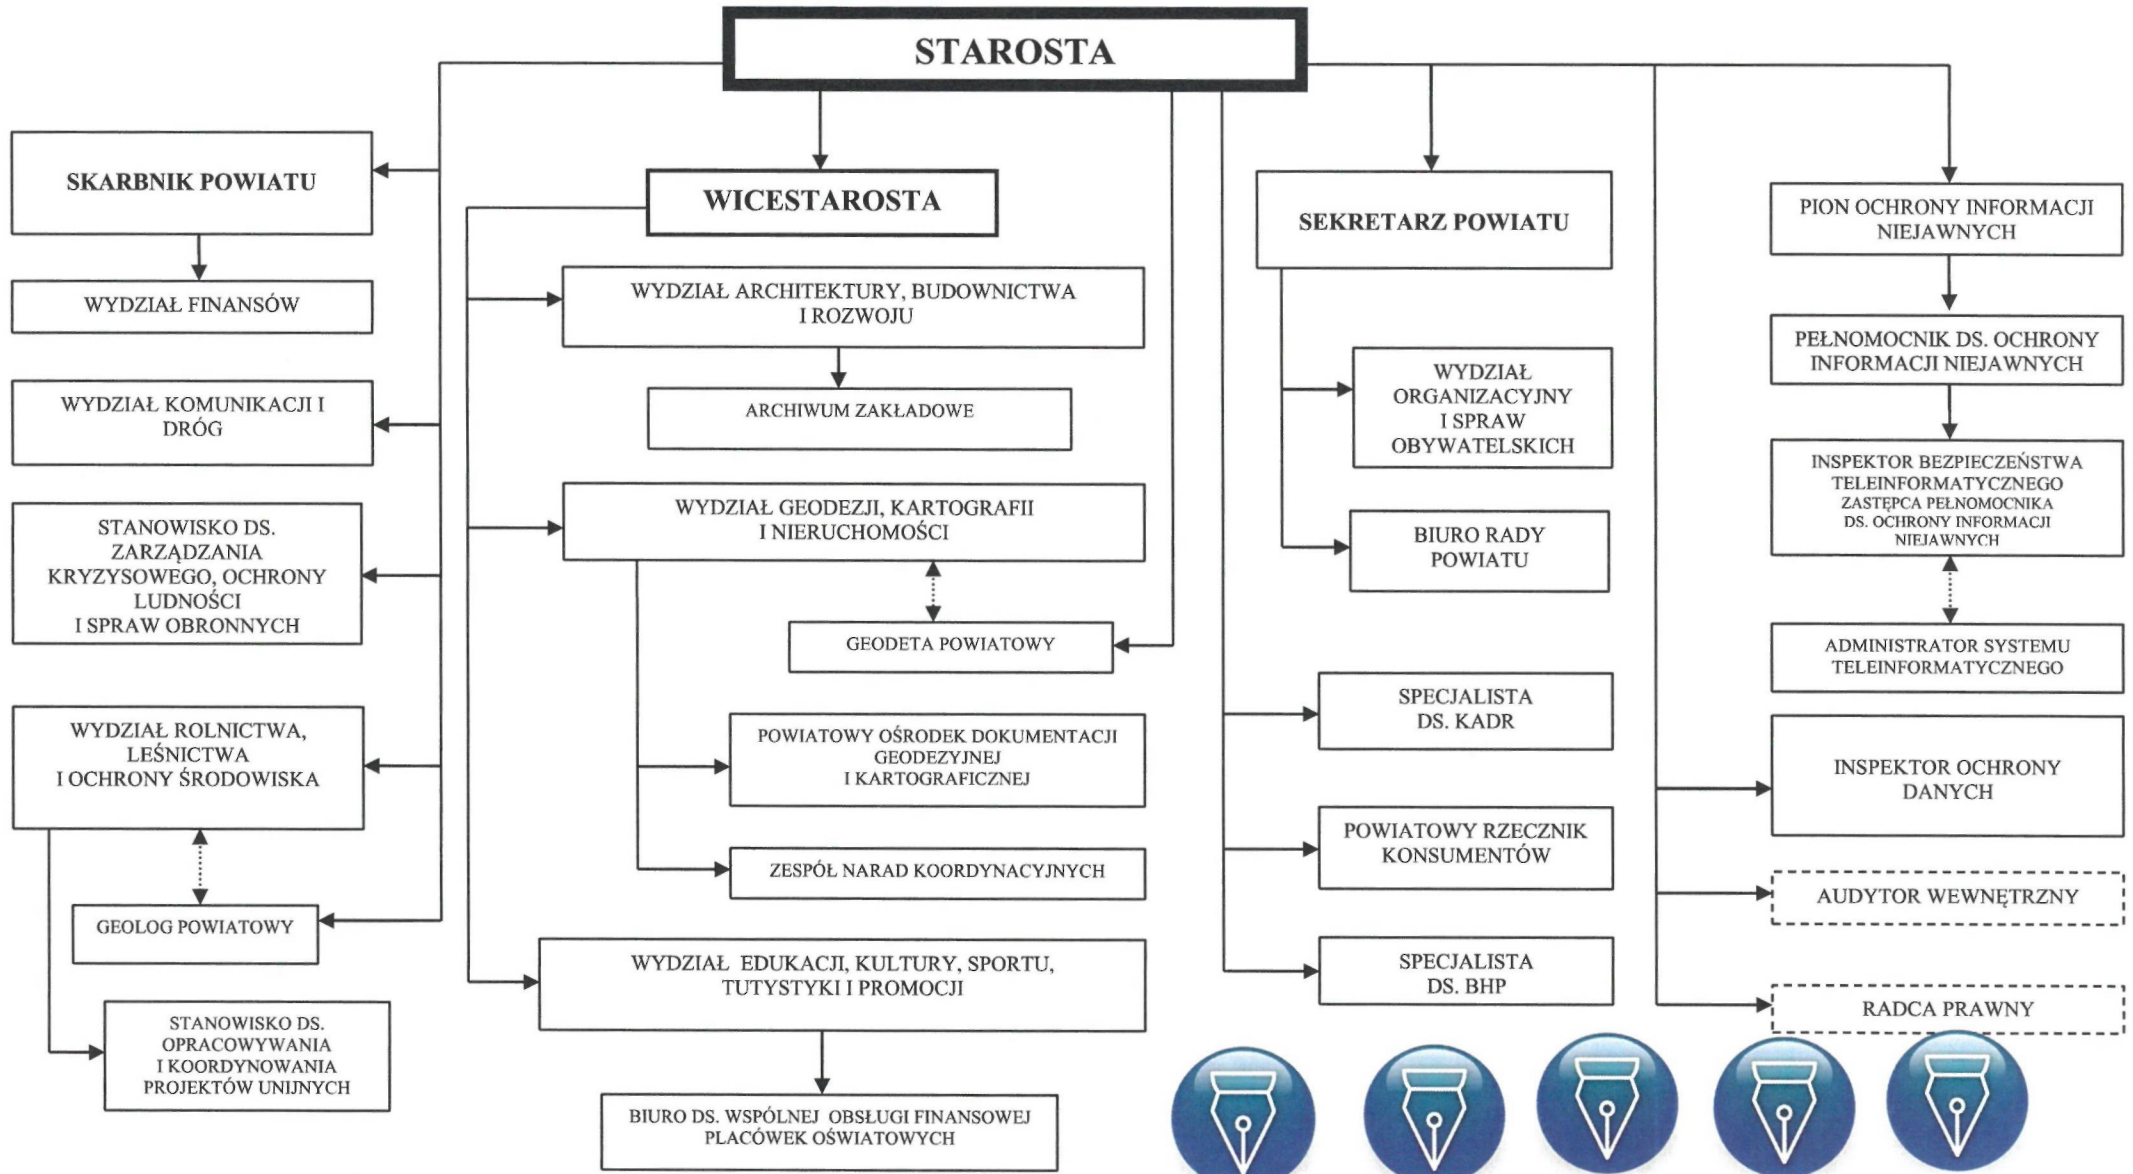 STAROSTA
SKARBNIK POWIATU
WYDZIAŁ FINANSÓW
WYDZIAŁ KOMUNIKACJI I
DRÓG
STANOWISKO DS.
ZARZĄDZANIA
KRYZYSOWEGO, OCHRONY
LUDNOŚCI
I SPRAW OBRONNYCH
WYDZIAŁ ROLNICTWA,
LEŚNICTWA
I OCHRONY ŚRODOWISKA
GEOLOG POWIATOWY
STANOWISKO DS.
OPRACOWYWANIA
I KOORDYNOWANIA
PROJEKTÓW UNIJNYCH
WICESTAROSTA
WYDZIAŁ ARCHITEKTURY, BUDOWNICTWA
I ROZWOJU
ARCHIWUM ZAKŁADOWE
WYDZIAŁ GEODEZJI, KARTOGRAFII
I NIERUCHOMOŚCI
GEODETA POWIATOWY
POWIATOWY OŚRODEK DOKUMENTACJI
GEODEZYJNEJ
I KARTOGRAFICZNEJ
ZESPÓŁ NARAD KOORDYNACYJNYCH
WYDZIAŁ EDUKACJI, KULTURY, SPORTU,
TUTYSTYKI I PROMOCJI
BIURO DS. WSPÓLNEJ OBSŁUGI FINANSOWEJ
PLACÓWEK OŚWIATOWYCH
SEKRETARZ POWIATU
WYDZIAŁ
ORGANIZACYJNY
I SPRAW
OBYWATELSKICH
BIURO RADY
POWIATU
SPECJALISTA
DS. KADR
POWIATOWY RZECZNIK
KONSUMENTÓW
SPECJALISTA
DS. BHP
PION OCHRONY INFORMACJI
NIEJAWNYCH
PEŁNOMOCNIK DS. OCHRONY
INFORMACJI NIEJAWNYCH
INSPEKTOR BEZPIECZEŃSTWA
TELEINFORMATYCZNEGO
ZASTĘPCA PEŁNOMOCNIKA
DS. OCHRONY INFORMACJI
NIEJAWNYCH
ADMINISTRATOR SYSTEMU
TELEINFORMATYCZNEGO
INSPEKTOR OCHRONY
DANYCH
AUDYTOR WEWNĘTRZNY
RADCA PRAWNY